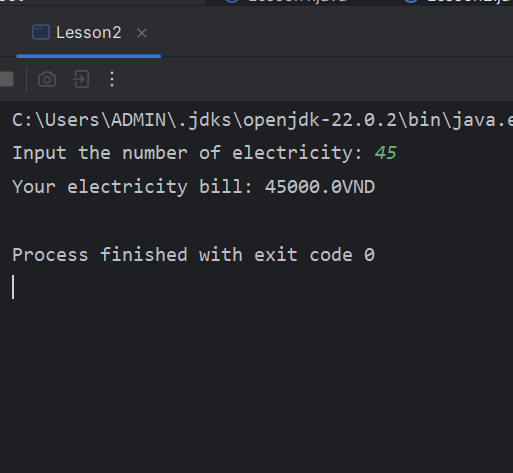 Lesson2
C:\Users\ADMIN\.jdks\openjdk-22.0.2\bin\java.e
Input the number of electricity: 45
Your electricity bill: 45000.0VND
Process finished with exit code 0